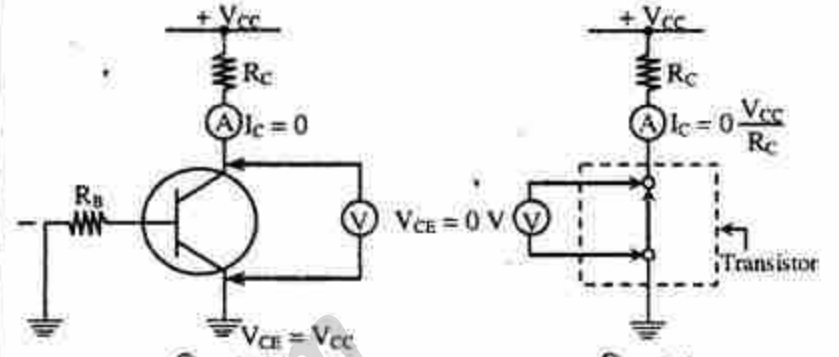 + VCC
RC
A IC = 0
RB
V
VCE = VCC
+ VCC
RC
A IC = 0 VCC/RC
VCE = 0 V V
Transistor